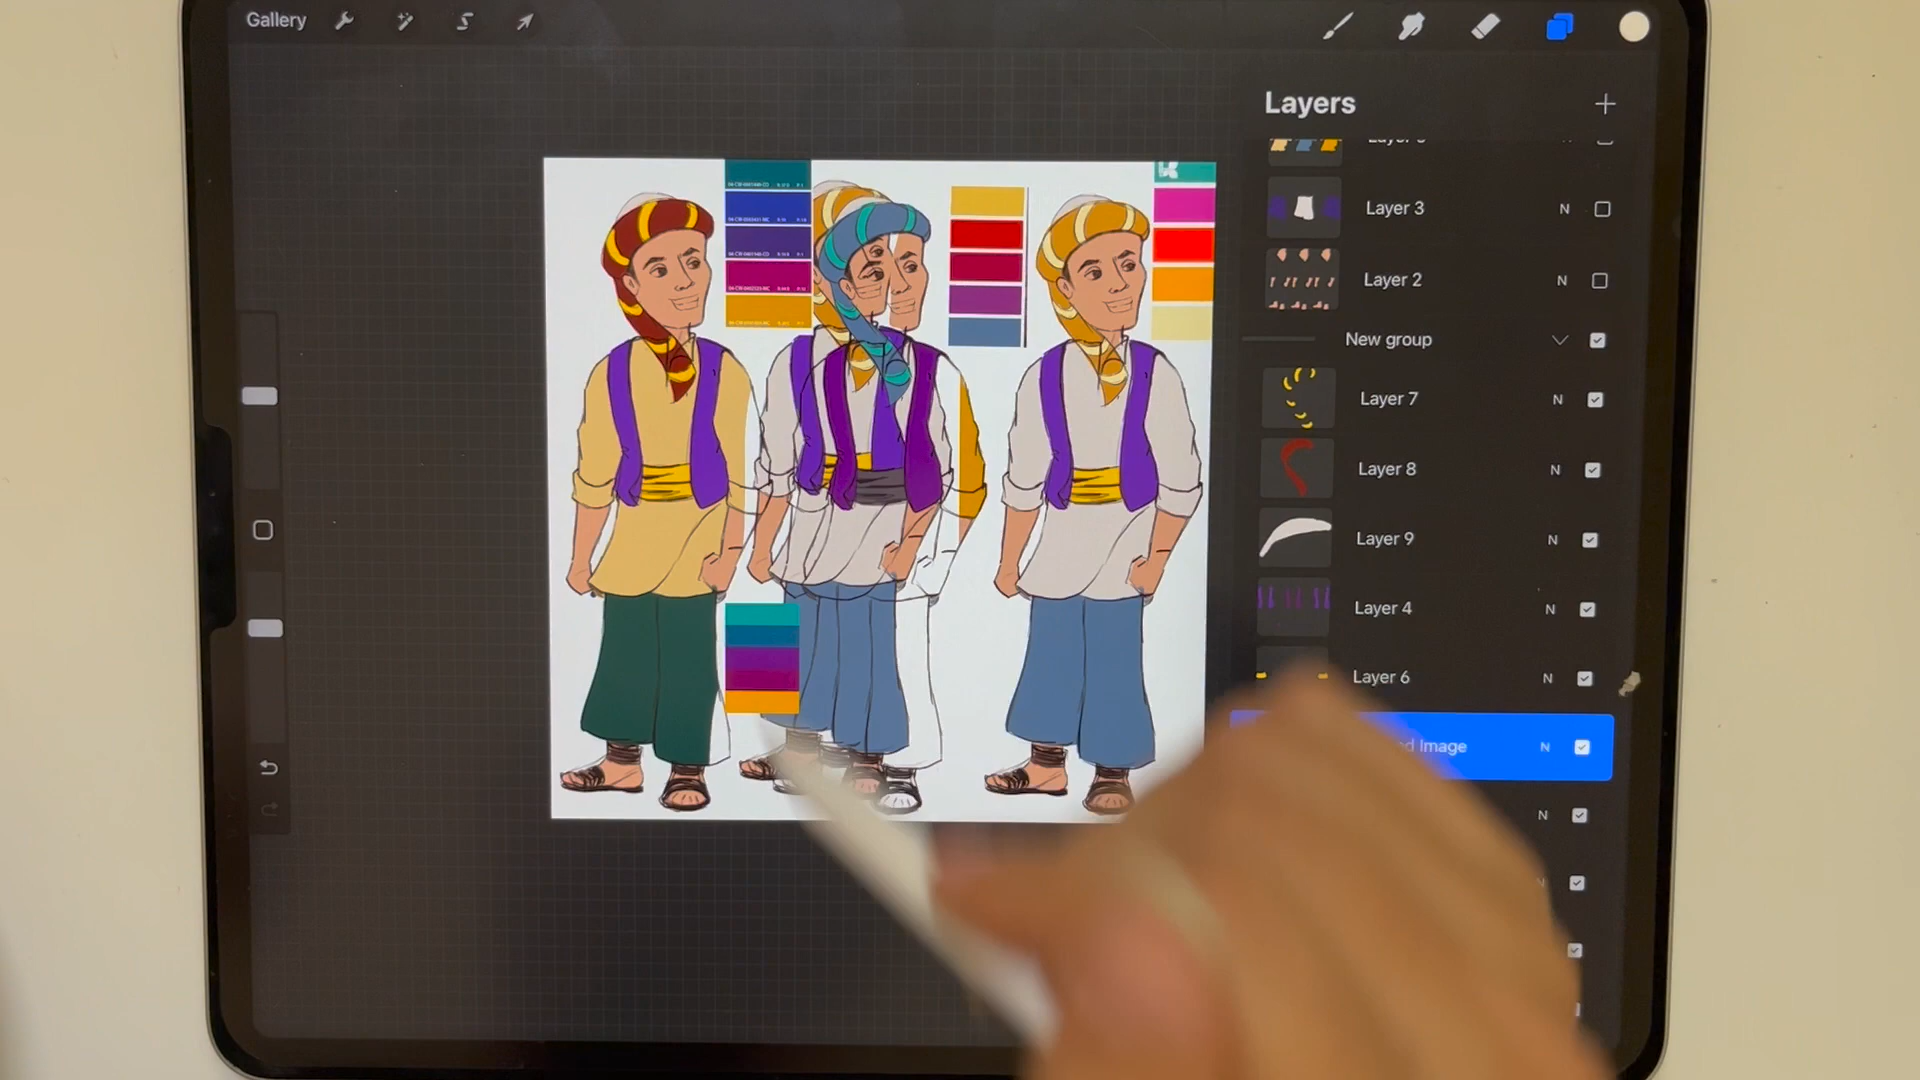 Gallery
Layers
Layer 3 N
Layer 2 N
New group
Layer 7 N
Layer 8 N
Layer 9 N
Layer 4 N
Layer 6 N
Image N
N